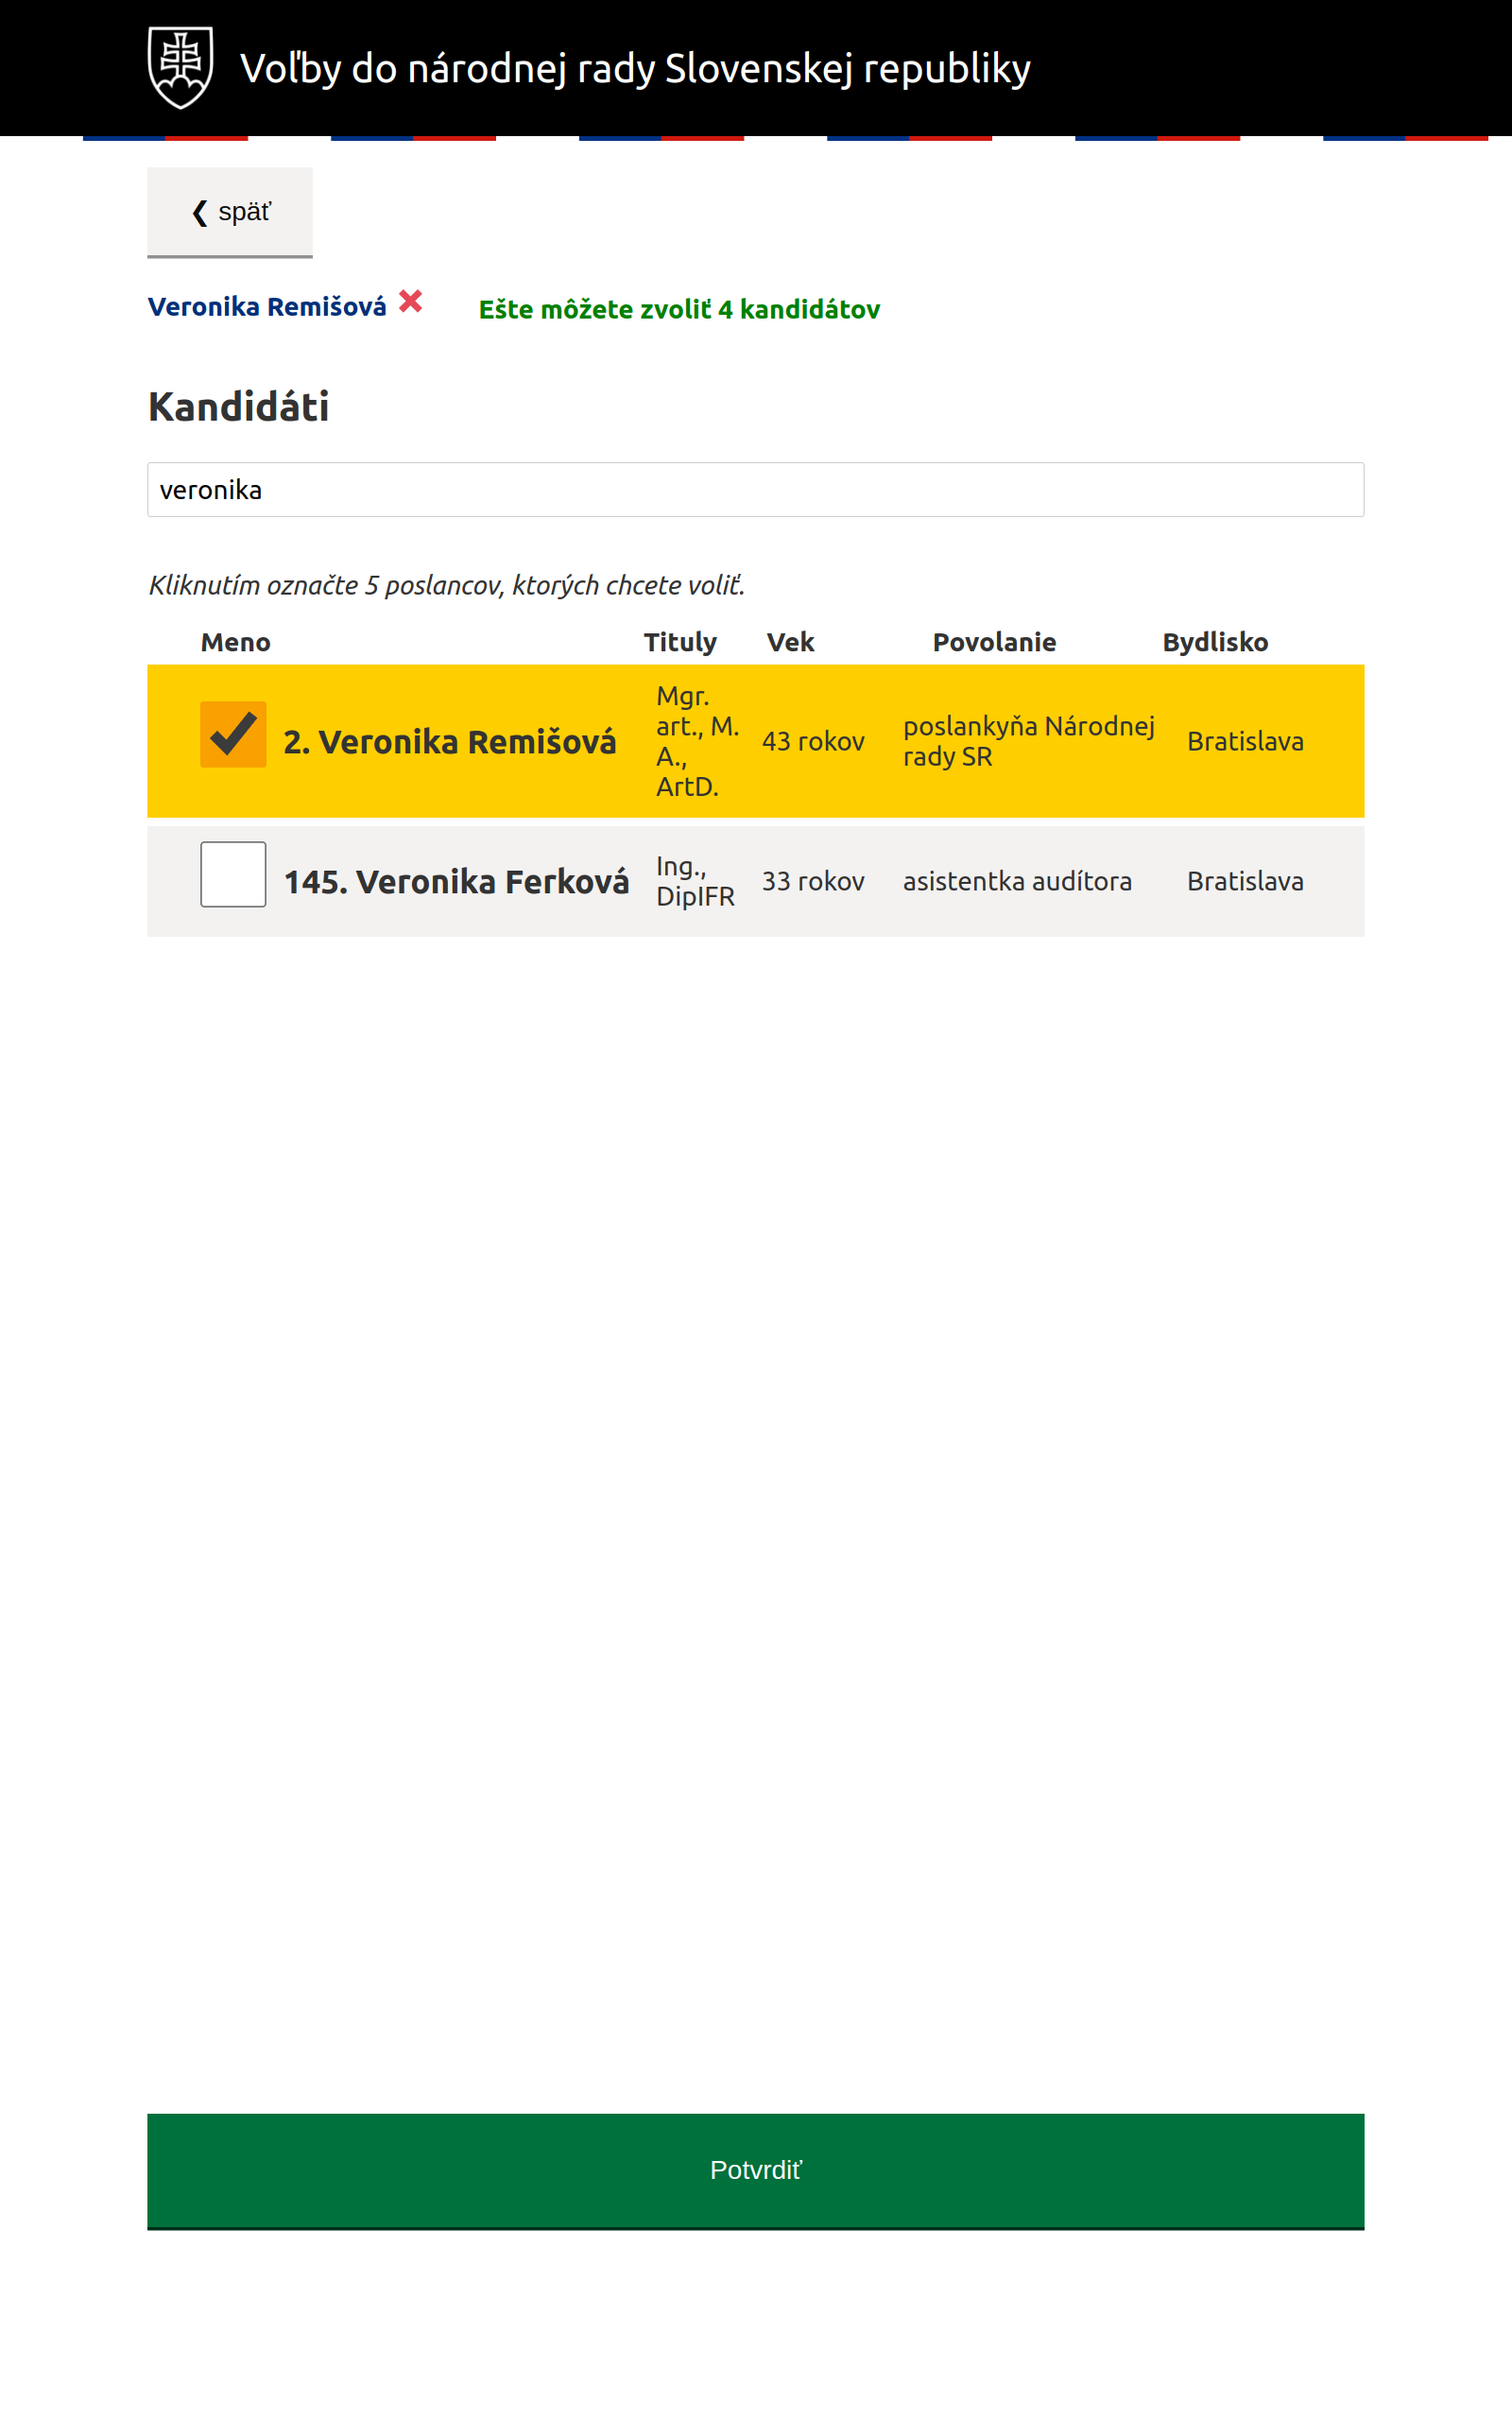 Voľby do národnej rady Slovenskej republiky
❮ späť
Veronika Remišová ✖ Ešte môžete zvoliť 4 kandidátov
Kandidáti
veronika
Kliknutím označte 5 poslancov, ktorých chcete voliť.
Meno Tituly Vek Povolanie Bydlisko
2. Veronika Remišová Mgr. art., M. A., ArtD. 43 rokov poslankyňa Národnej rady SR Bratislava
145. Veronika Ferková Ing., DipIFR 33 rokov asistentka audítora Bratislava
Potvrdiť